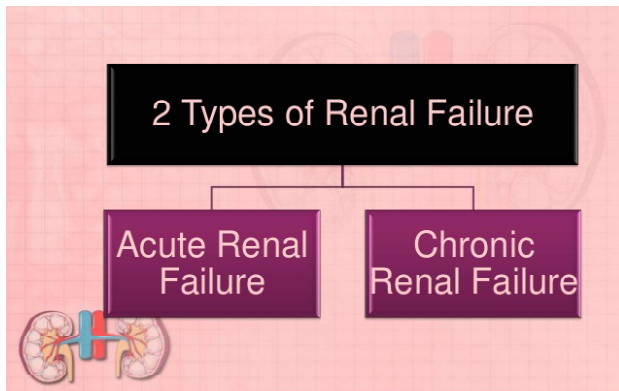 2 Types of Renal Failure
Acute Renal
Failure
Chronic
Renal Failure